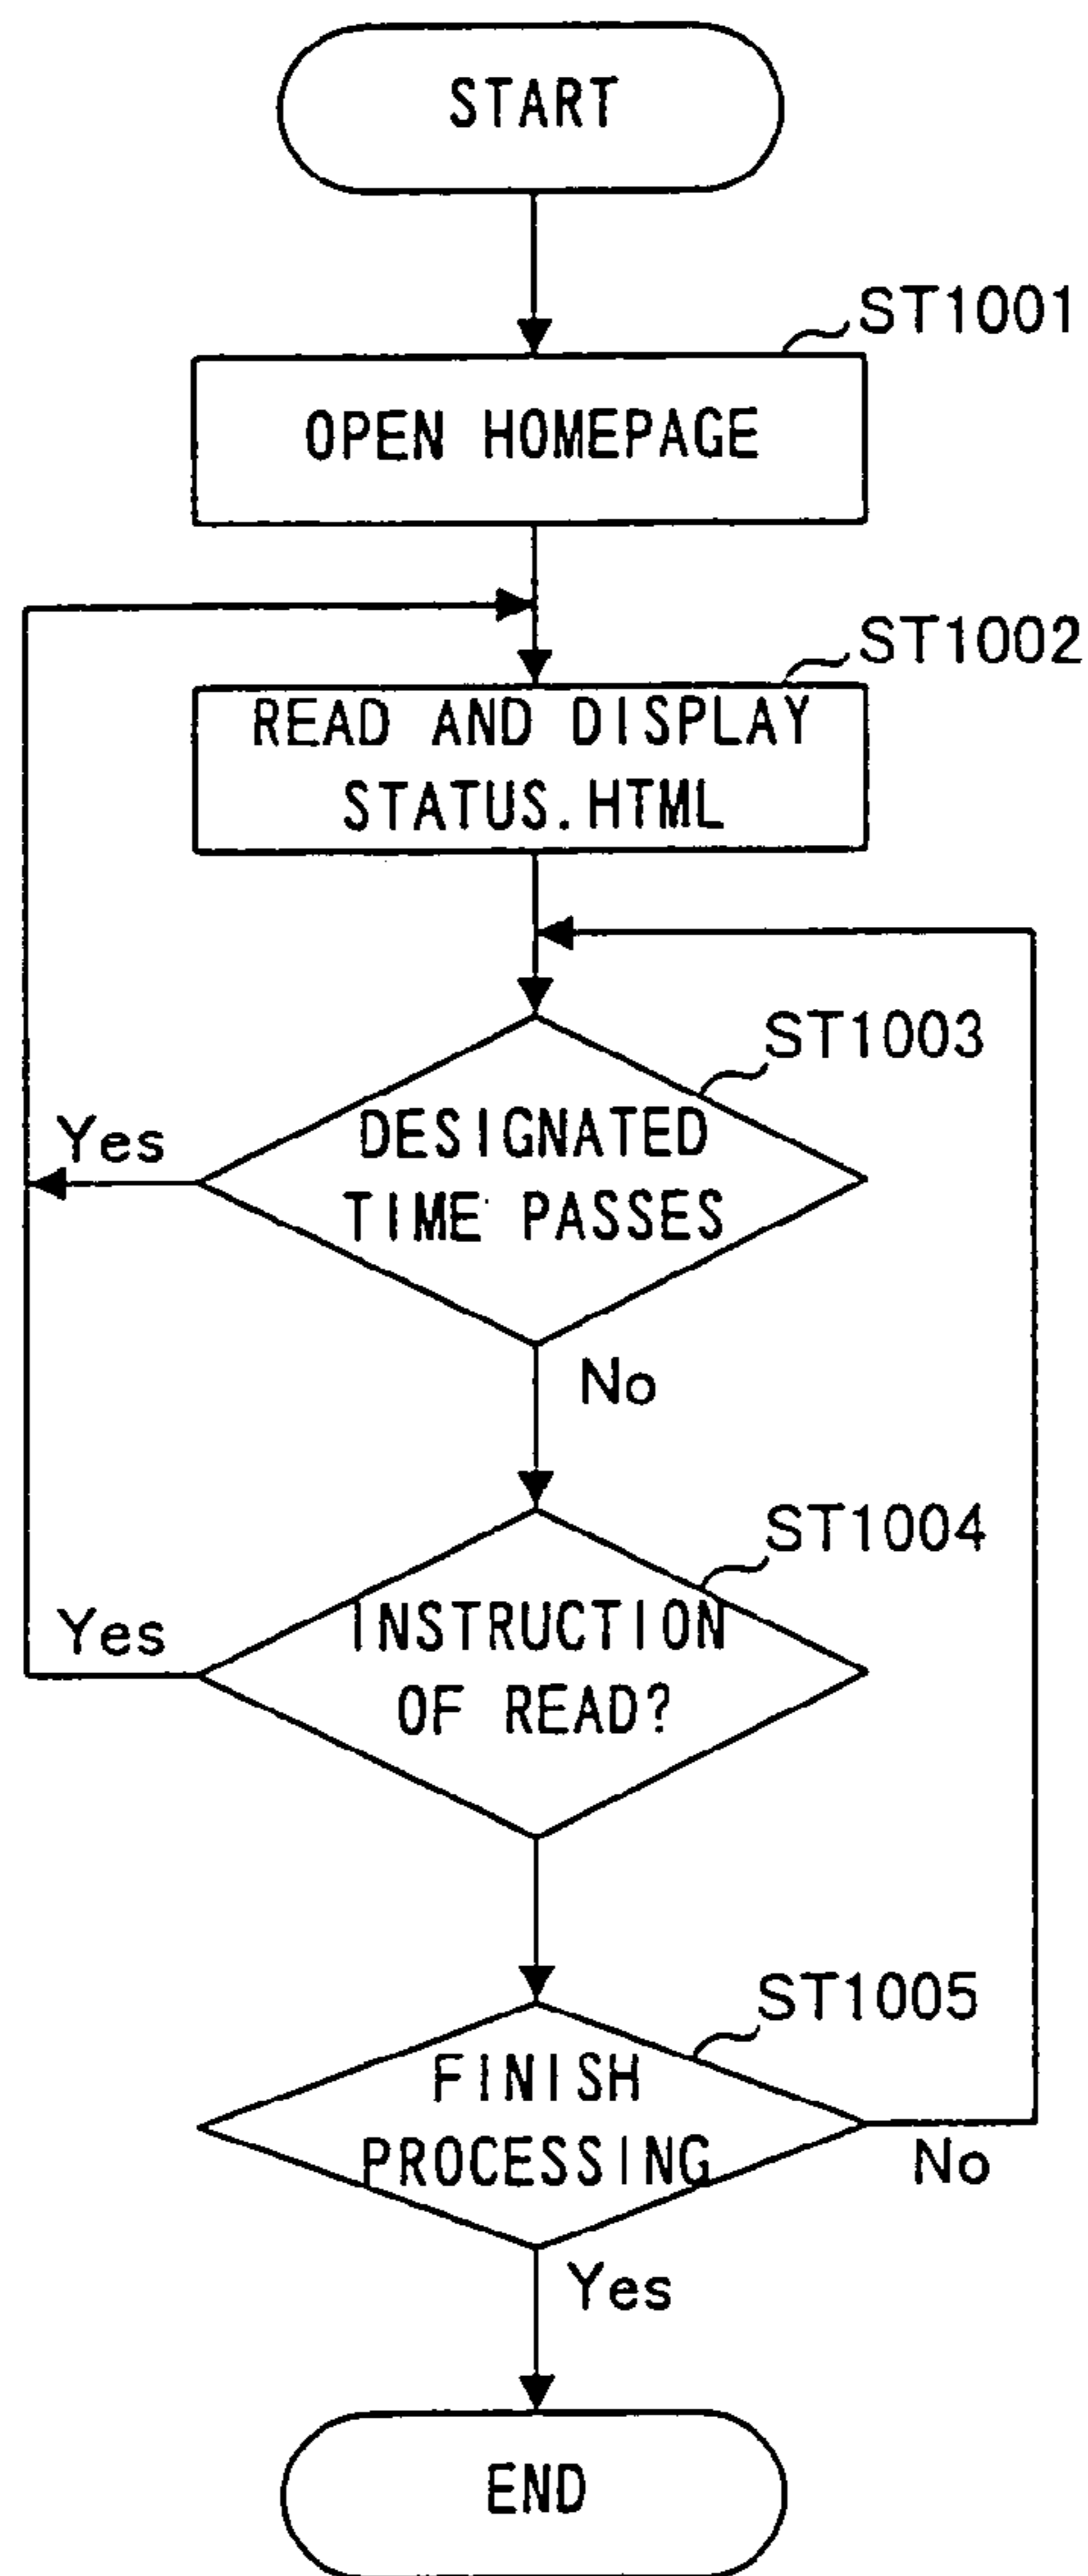 START
ST1001
OPEN HOMEPAGE
ST1002
READ AND DISPLAY
STATUS.HTML
ST1003
DESIGNATED
TIME PASSES
Yes
No
ST1004
INSTRUCTION
OF READ?
Yes
ST1005
FINISH
PROCESSING
No
Yes
END